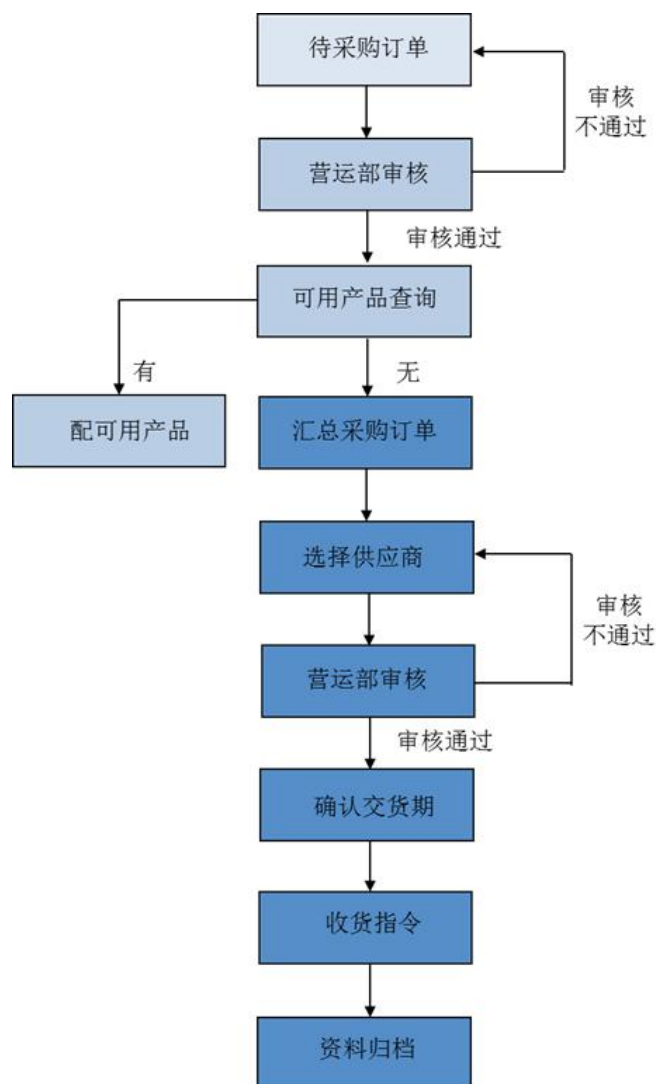 待采购订单
审核
不通过
营运部审核
审核通过
可用产品查询
有
无
配可用产品
汇总采购订单
选择供应商
审核
不通过
营运部审核
审核通过
确认交货期
收货指令
资料归档